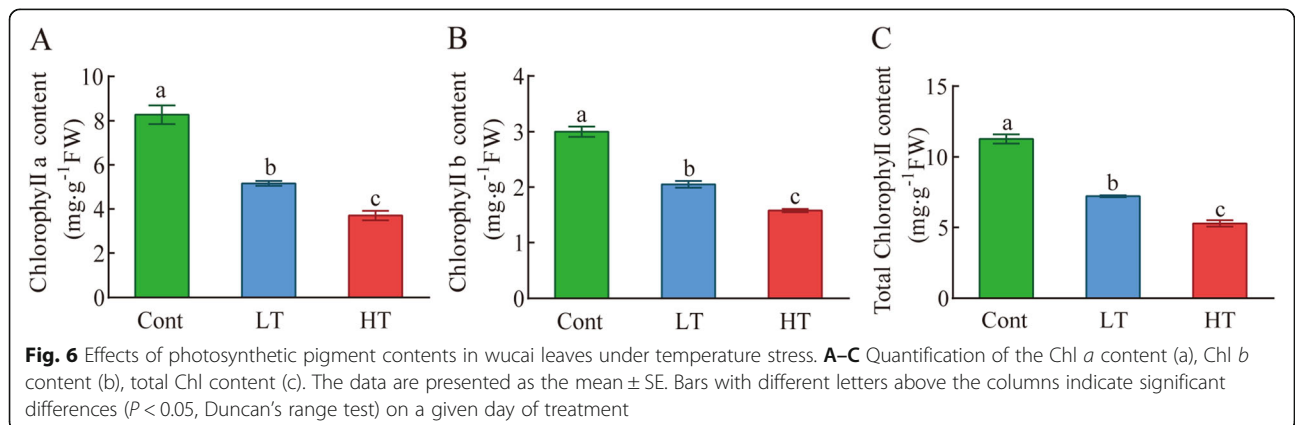 A
Chlorophyll a content
(mg·g⁻¹FW)
10
8
6
4
2
0
a
b
c
Cont
LT
HT
B
Chlorophyll b content
(mg·g⁻¹FW)
4
3
2
1
0
a
b
c
Cont
LT
HT
C
Total Chlorophyll content
(mg·g⁻¹FW)
15
10
5
0
a
b
c
Cont
LT
HT
Fig. 6 Effects of photosynthetic pigment contents in wucai leaves under temperature stress. A–C Quantification of the Chl a content (a), Chl b
content (b), total Chl content (c). The data are presented as the mean ± SE. Bars with different letters above the columns indicate significant
differences (P < 0.05, Duncan's range test) on a given day of treatment